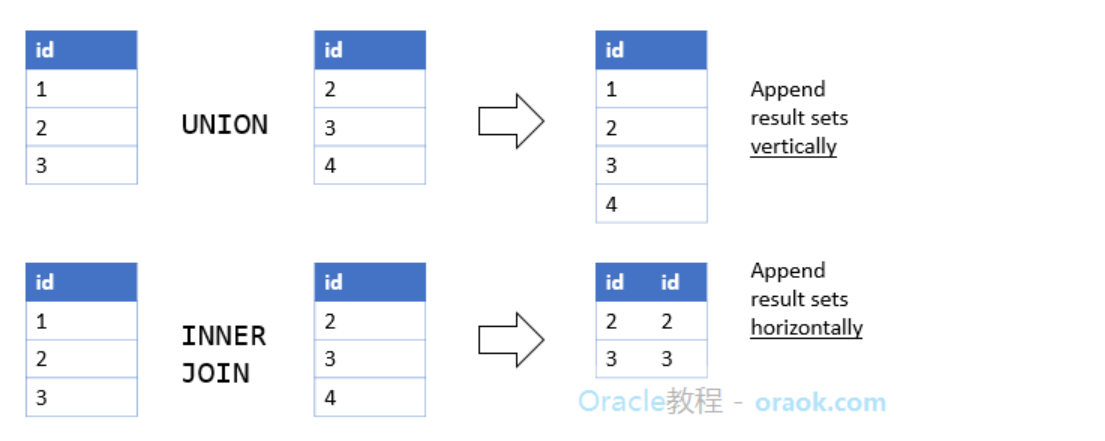 id
1
2
3
UNION
id
2
3
4
id
1
2
3
4
Append
result sets
vertically
id
1
2
3
INNER
JOIN
id
2
3
4
id id
2 2
3 3
Append
result sets
horizontally
Oracle教程 - oraok.com